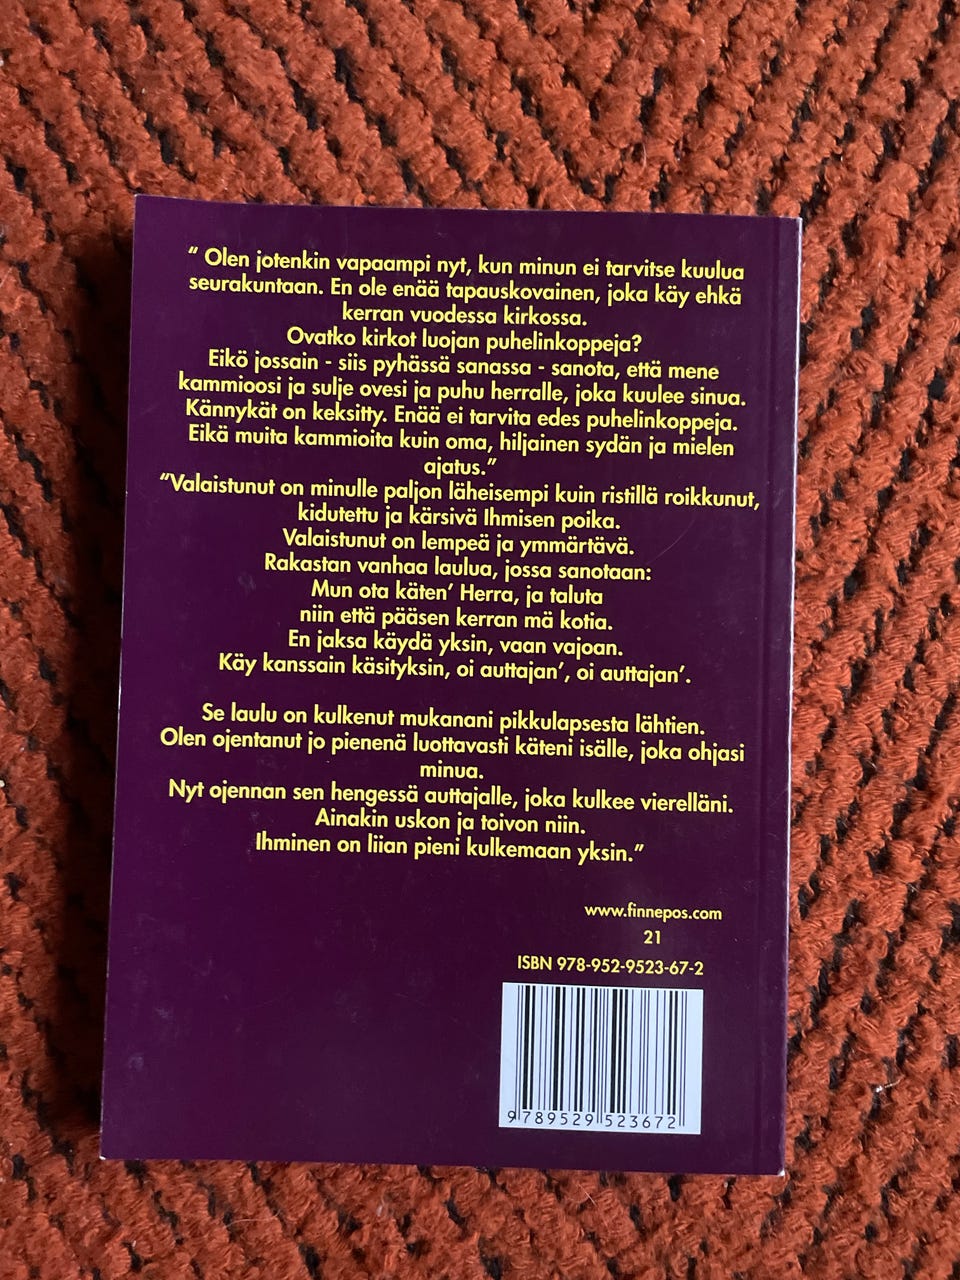 “ Olen jotenkin vapaampi nyt, kun minun ei tarvitse kuulua
seurakuntaan. En ole enää tapauskovainen, joka käy ehkä
kerran vuodessa kirkossa.
Ovatko kirkot luojan puhelinkoppeja?
Eikö jossain - siis pyhässä sanassa - sanota, että mene
kammioosi ja sulje ovesi ja puhu herralle, joka kuulee sinua.
Kännykät on keksitty. Enää ei tarvita edes puhelinkoppeja.
Eikä muita kammioita kuin oma, hiljainen sydän ja mielen
ajatus.”
“Valaistunut on minulle paljon läheisempi kuin ristillä roikkunut,
kidutettu ja kärsivä Ihmisen poika.
Valaistunut on lempeä ja ymmärtävä.
Rakastan vanhaa laulua, jossa sanotaan:
Mun ota käten’ Herra, ja taluta
niin että pääsen kerran mä kotia.
En jaksa käydä yksin, vaan vajoan.
Käy kanssain käsityksin, oi auttajan’, oi auttajan’.
Se laulu on kulkenut mukanani pikkulapsesta lähtien.
Olen ojentanut jo pienenä luottavasti käteni isälle, joka ohjasi
minua.
Nyt ojennan sen hengessä auttajalle, joka kulkee vierelläni.
Ainakin uskon ja toivon niin.
Ihminen on liian pieni kulkemaan yksin.”
www.finnepos.com
21
ISBN 978-952-9523-67-2
9 789529 523672